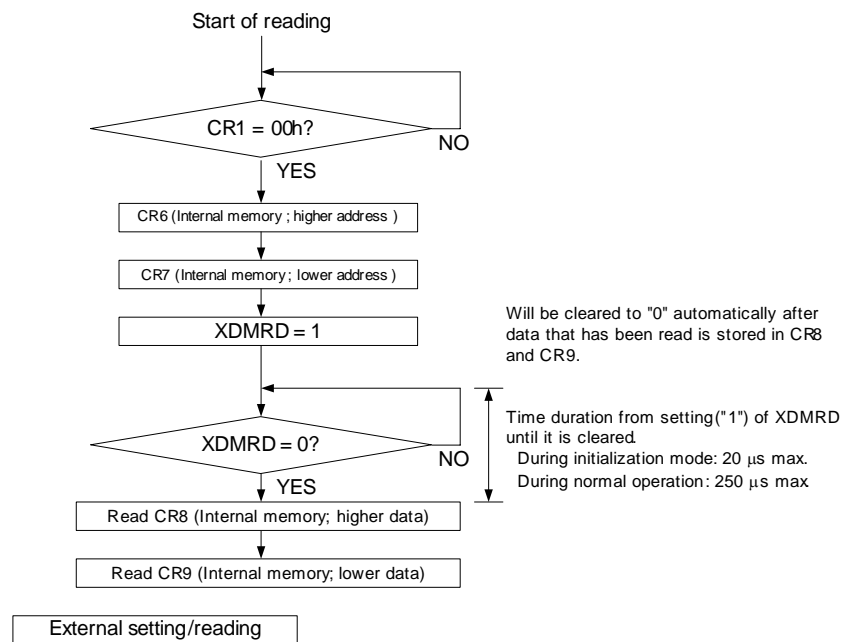 Start of reading
CR1 = 00h?
NO
YES
CR6 (Internal memory ; higher address )
CR7 (Internal memory ; lower address )
XDMRD = 1
Will be cleared to "0" automatically after
data that has been read is stored in CR8
and CR9.
XDMRD = 0?
NO
YES
Time duration from setting ("1") of XDMRD
until it is cleared.
During initialization mode: 20 μs max.
During normal operation: 250 μs max
Read CR8 (Internal memory; higher data)
Read CR9 (Internal memory; lower data)
External setting/reading